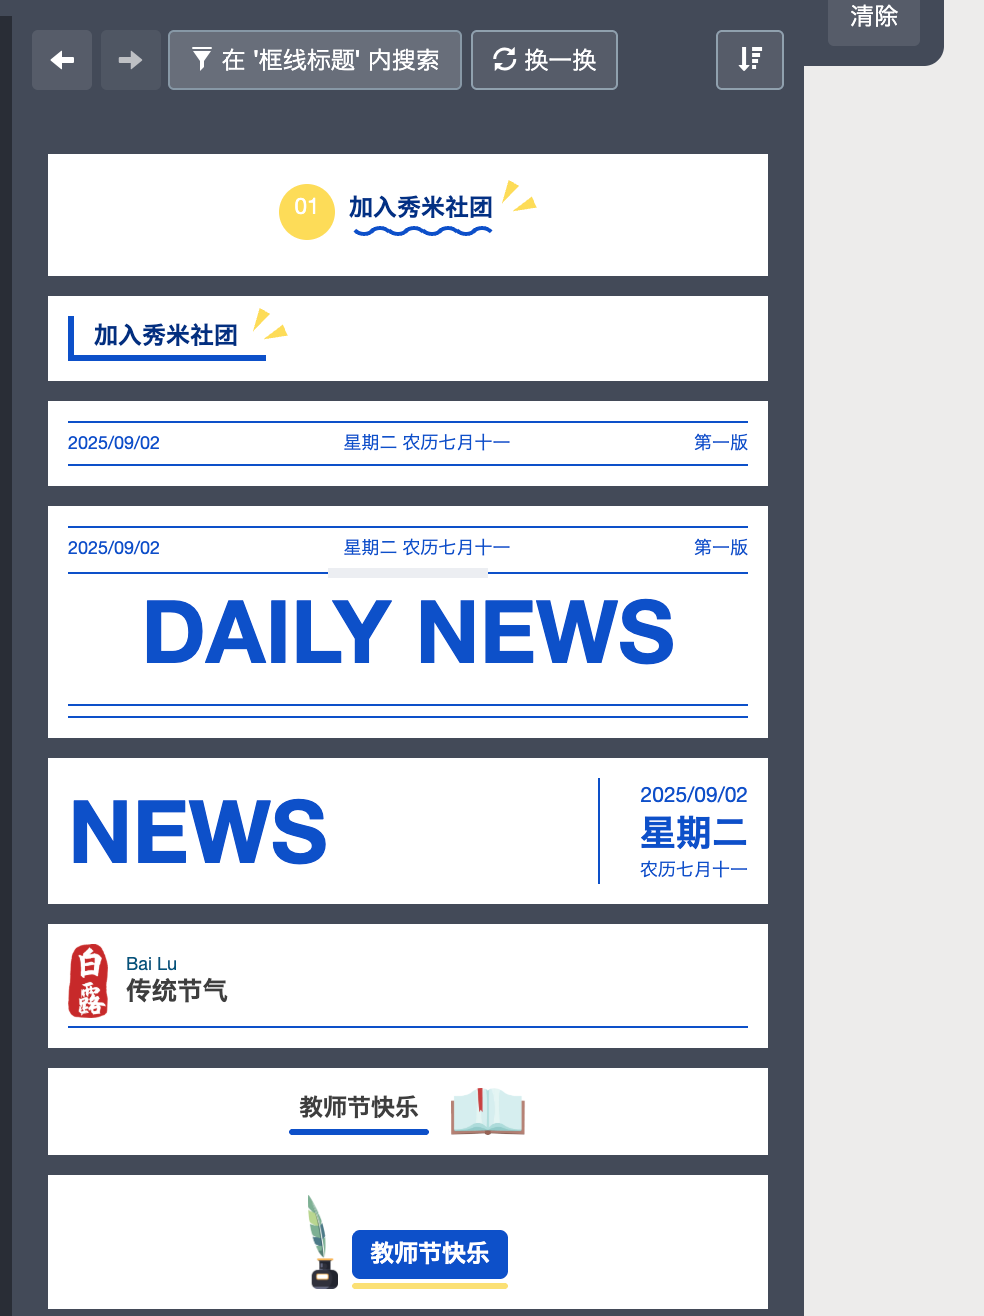 清除
在 '框线标题' 内搜索
换一换
01
加入秀米社团
加入秀米社团
2025/09/02 星期二 农历七月十一 第一版
2025/09/02 星期二 农历七月十一 第一版
DAILY NEWS
NEWS
2025/09/02
星期二
农历七月十一
白露
Bai Lu
传统节气
教师节快乐
教师节快乐